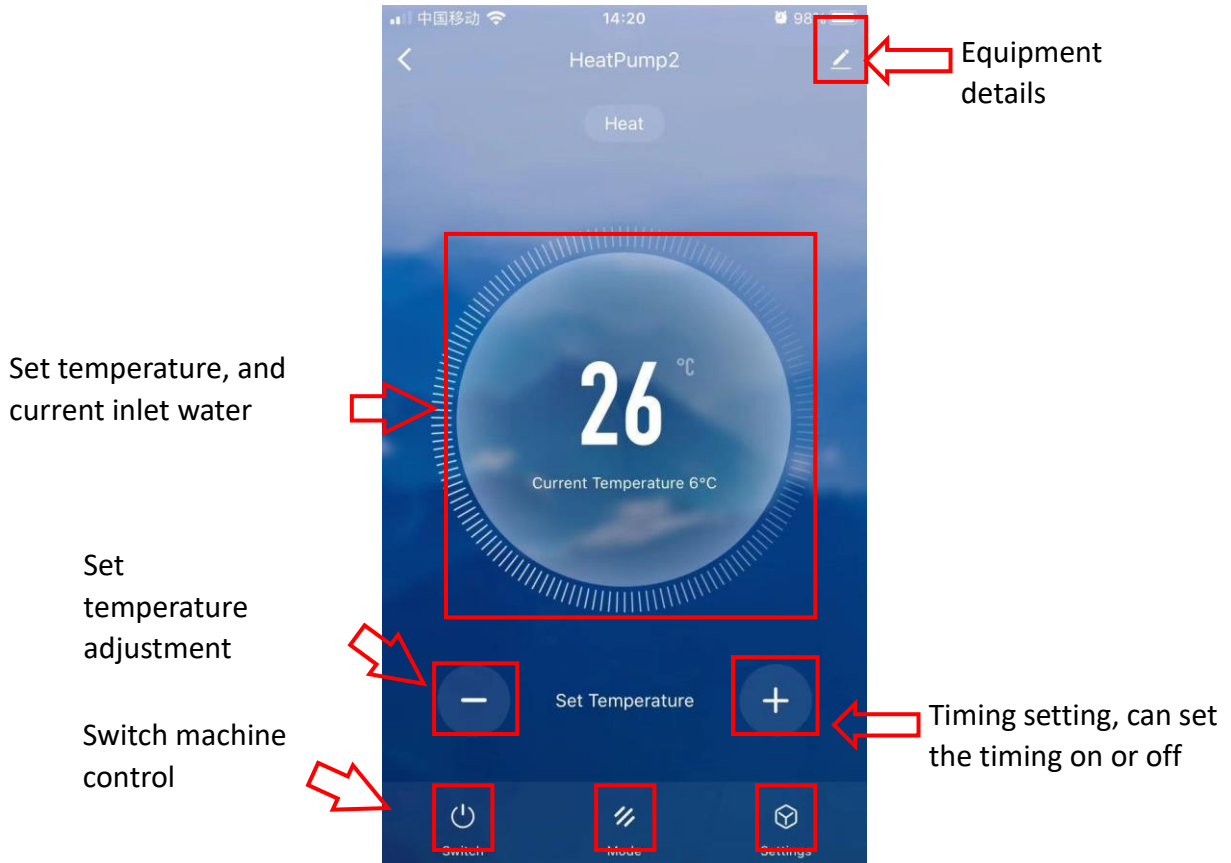 中国移动 14:20 98%
HeatPump2
Equipment
details
Heat
Set temperature, and
current inlet water
26 °C
Current Temperature 6°C
Set
temperature
adjustment
Set Temperature
Timing setting, can set
the timing on or off
Switch machine
control
Switch Mode Settings